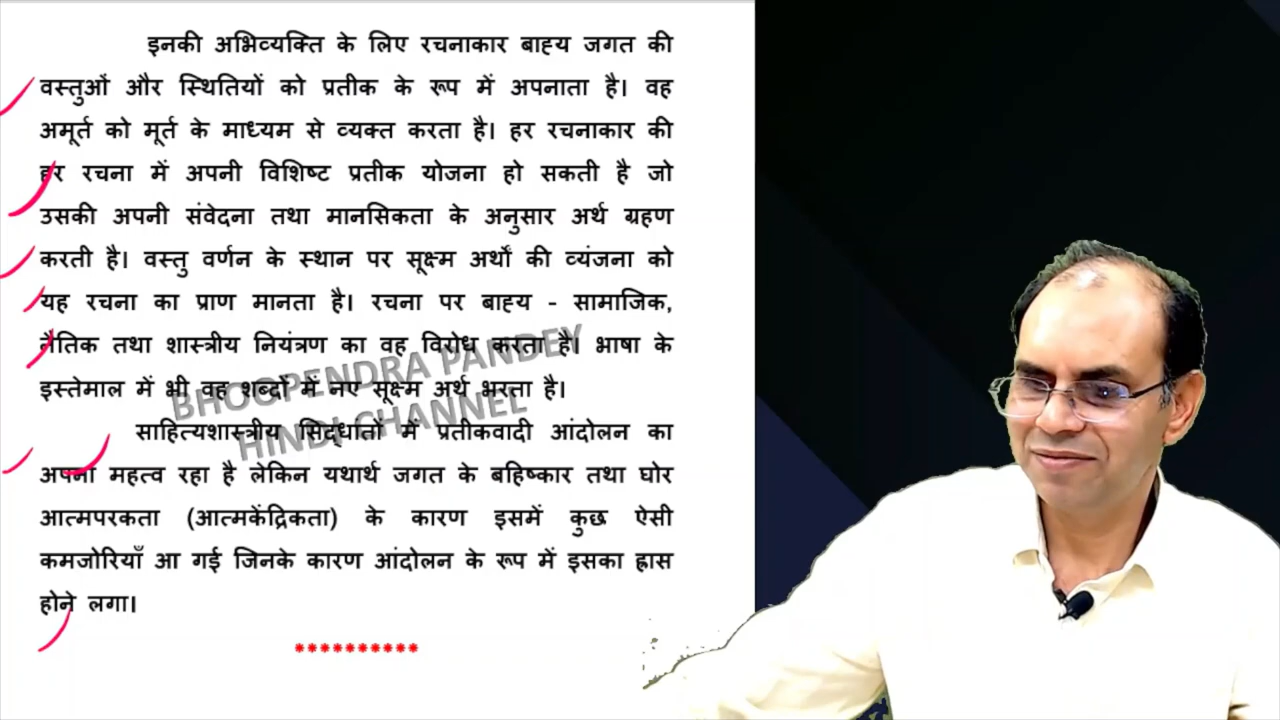 इनकी अभिव्यक्ति के लिए रचनाकार बाह्य जगत की
वस्तुओं और स्थितियों को प्रतीक के रूप में अपनाता है। वह
अमूर्त को मूर्त के माध्यम से व्यक्त करता है। हर रचनाकार की
हर रचना में अपनी विशिष्ट प्रतीक योजना हो सकती है जो
उसकी अपनी संवेदना तथा मानसिकता के अनुसार अर्थ ग्रहण
करती है। वस्तु वर्णन के स्थान पर सूक्ष्म अर्थों की व्यंजना को
यह रचना का प्राण मानता है। रचना पर बाह्य - सामाजिक,
नैतिक तथा शास्त्रीय नियंत्रण का वह विरोध करता है। भाषा के
इस्तेमाल में भी वह शब्दों में नए सूक्ष्म अर्थ भरता है।
BHOOPENDRA PANDEY
HINDI CHANNEL
साहित्यशास्त्रीय सिद्धांतों में प्रतीकवादी आंदोलन का
अपना महत्व रहा है लेकिन यथार्थ जगत के बहिष्कार तथा घोर
आत्मपरकता (आत्मकेंद्रिकता) के कारण इसमें कुछ ऐसी
कमजोरियाँ आ गई जिनके कारण आंदोलन के रूप में इसका ह्रास
होने लगा।
**********